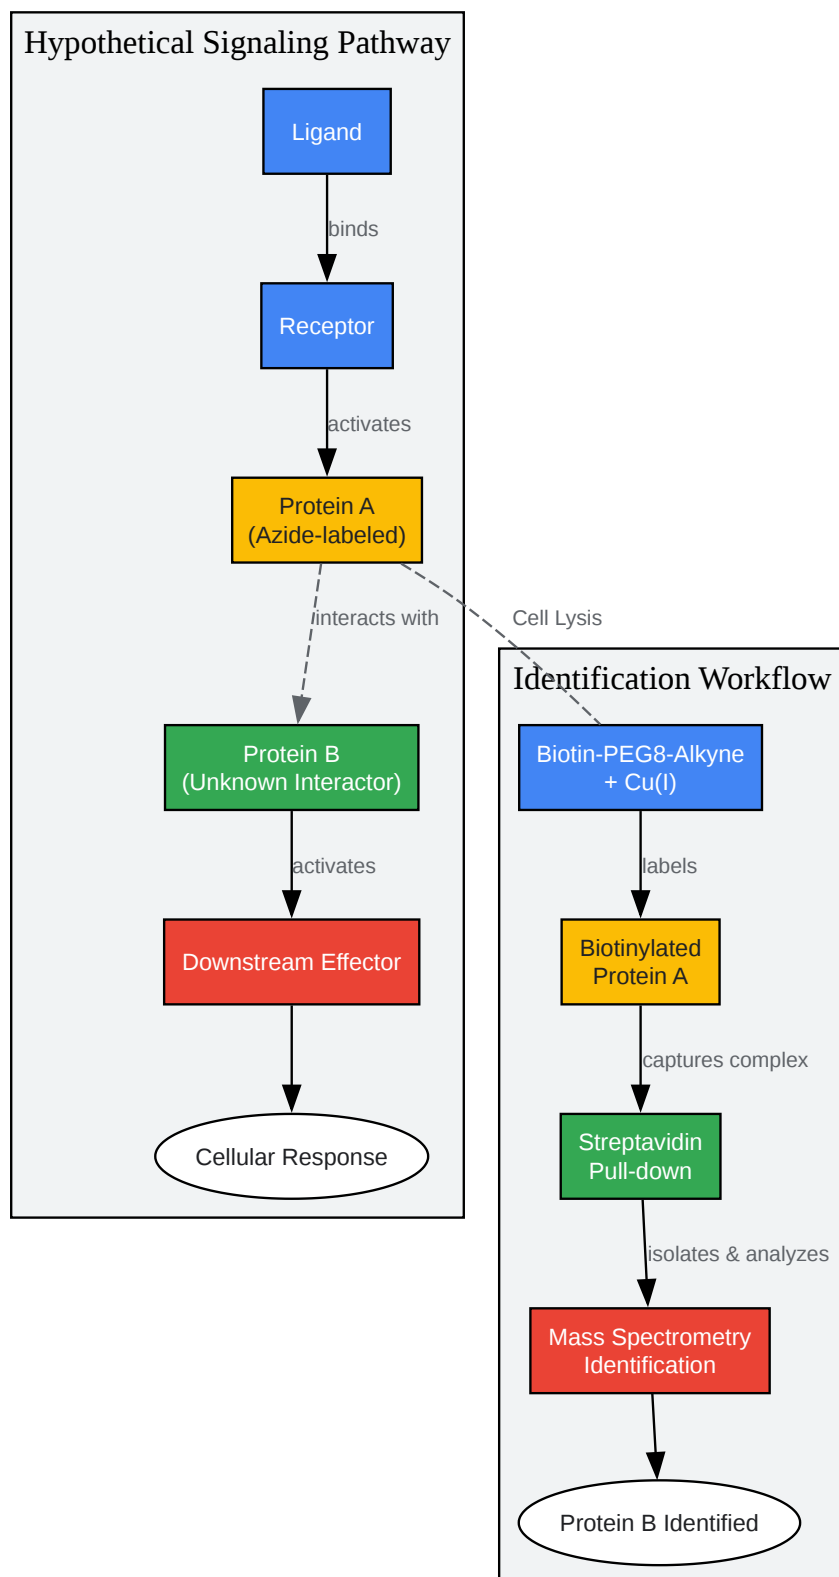 Hypothetical Signaling Pathway
Ligand
binds
Receptor
activates
Protein A
(Azide-labeled)
interacts with
Cell Lysis
Protein B
(Unknown Interactor)
activates
Downstream Effector
Cellular Response
Identification Workflow
Biotin-PEG8-Alkyne
+ Cu(I)
labels
Biotinylated
Protein A
captures complex
Streptavidin
Pull-down
isolates & analyzes
Mass Spectrometry
Identification
Protein B Identified